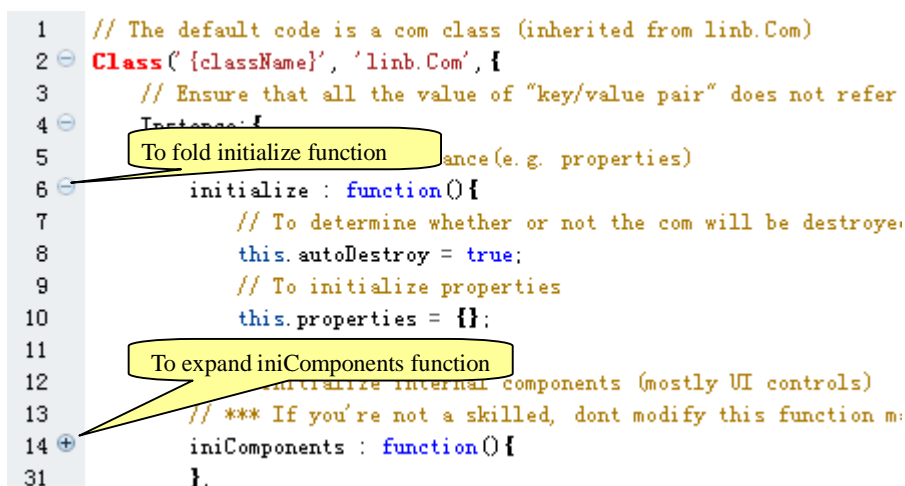 1 // The default code is a com class (inherited from linb.Com)
2 Class('{className}', 'linb.Com', {
3 // Ensure that all the value of "key/value pair" does not refer
4 Instance:{
To fold initialize function
5 ance(e.g. properties)
6 initialize : function(){
7 // To determine whether or not the com will be destroye
8 this.autoDestroy = true;
9 // To initialize properties
10 this.properties = {};
11
To expand iniComponents function
12 initialize internal components (mostly UI controls)
13 // *** If you're not a skilled, dont modify this function m
14 iniComponents : function(){
31 },